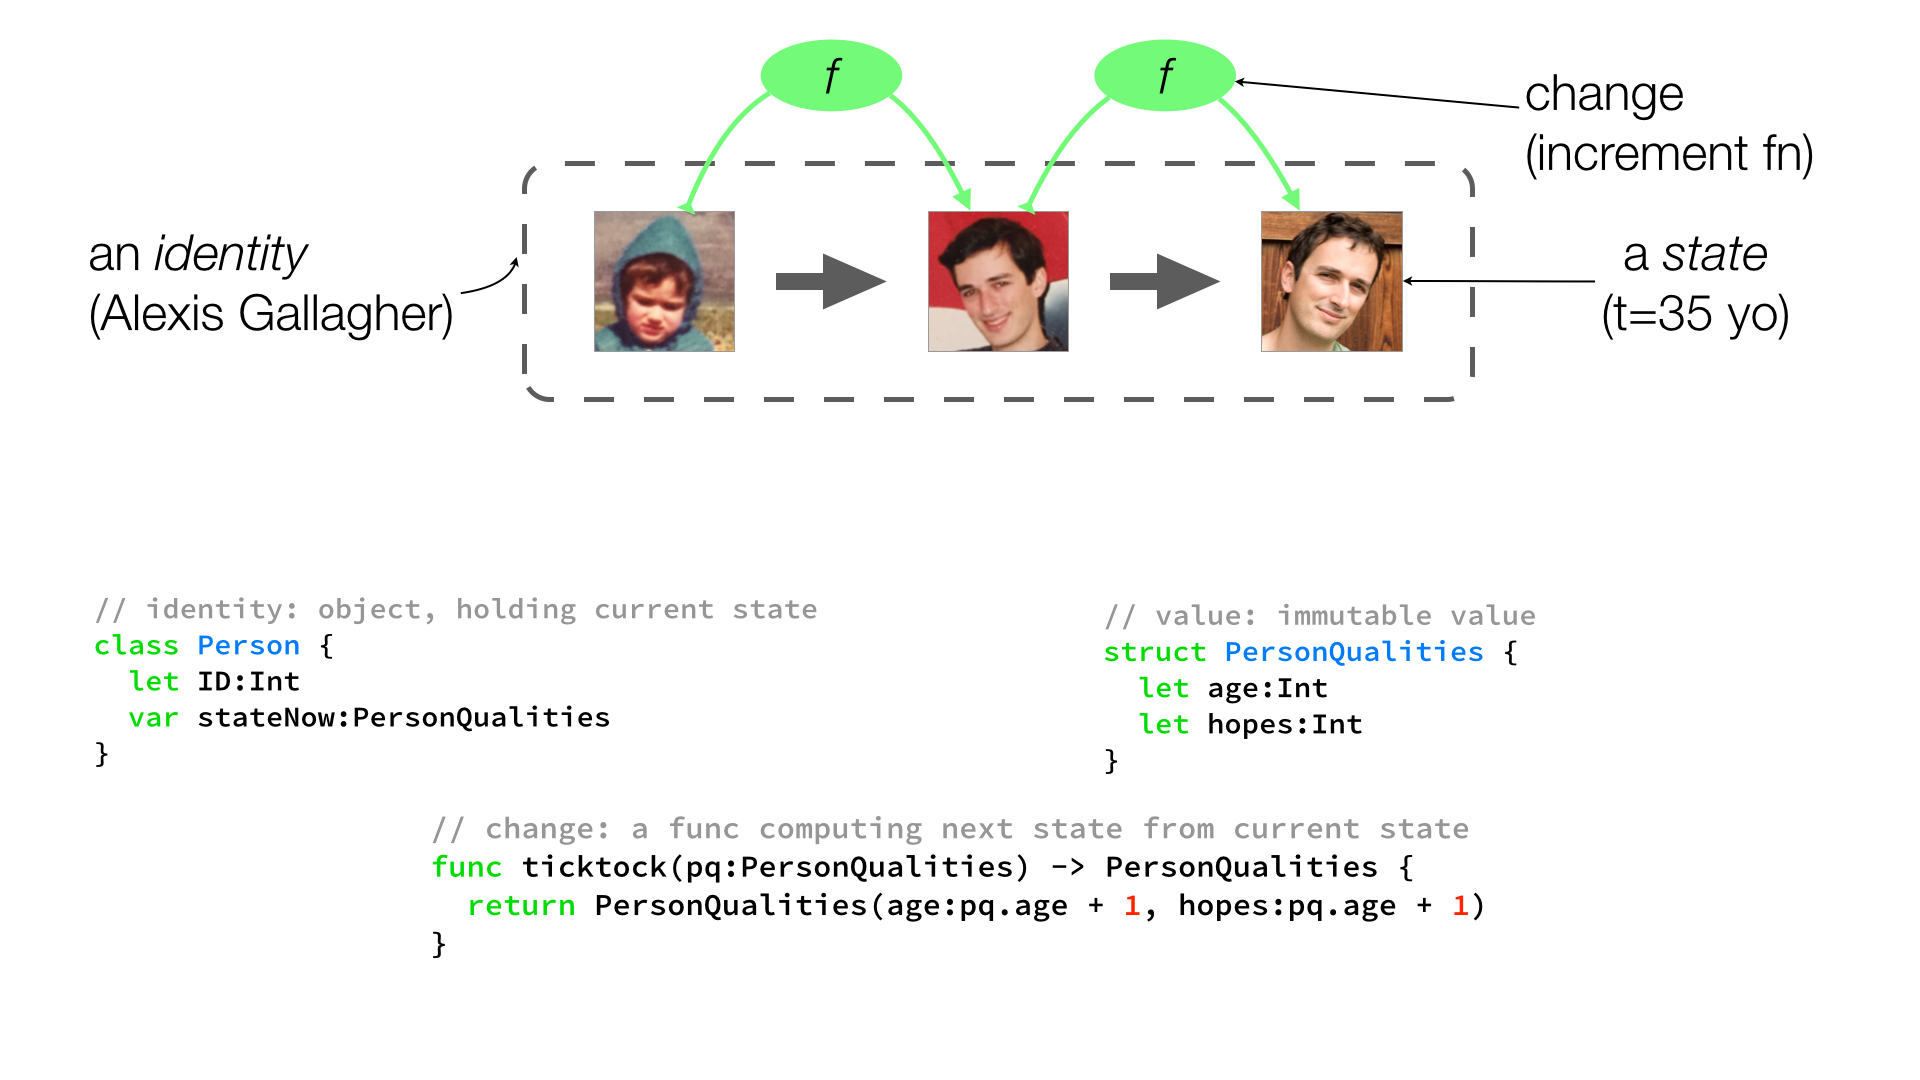 f
f
change
(increment fn)
an identity
(Alexis Gallagher)
a state
(t=35 yo)
// identity: object, holding current state
class Person {
  let ID:Int
  var stateNow:PersonQualities
}
// value: immutable value
struct PersonQualities {
  let age:Int
  let hopes:Int
}
// change: a func computing next state from current state
func ticktock(pq:PersonQualities) -> PersonQualities {
  return PersonQualities(age:pq.age + 1, hopes:pq.age + 1)
}